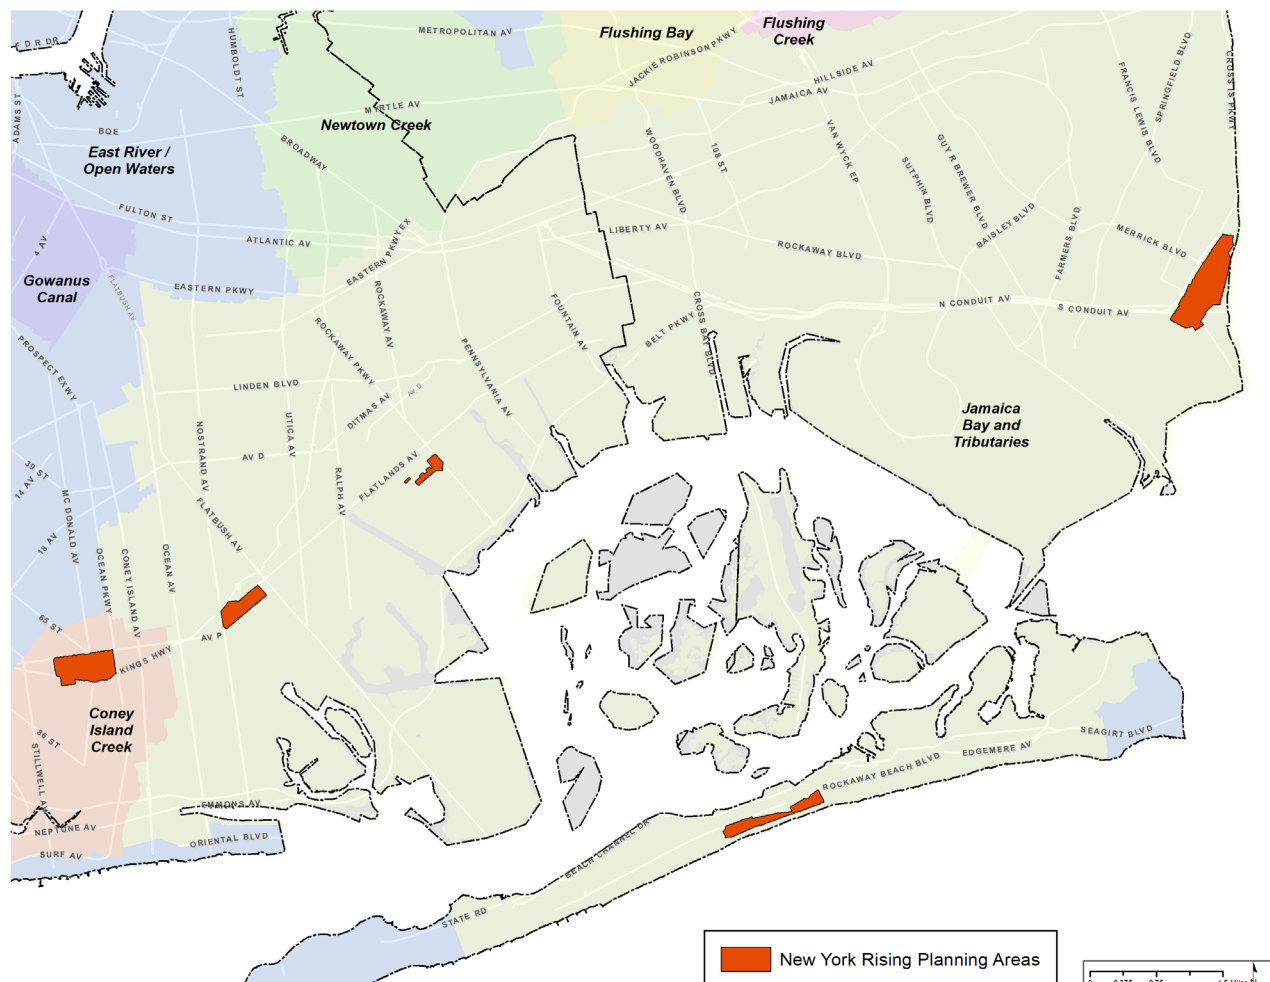 E D R DR
HUMBOLDT ST
METROPOLITAN AV
Flushing Bay
Flushing
Creek
JACKIE ROBINSON PKWY
HILLSIDE AV
JAMAICA AV
FRANCIS LEWIS BLVD
SPRINGFIELD BLVD
CROSS IS PKWY
ADAMS ST
BQE
MYRTLE AV
Newtown Creek
BROADWAY
East River /
Open Waters
WOODHAVEN BLVD
108 ST
VAN WYCK EP
SUTPHIN BLVD
GUY R BREWER BLVD
BAISLEY BLVD
FARMERS BLVD
MERRICK BLVD
FULTON ST
ATLANTIC AV
EASTERN PKWY EX
LIBERTY AV
ROCKAWAY BLVD
4 AV
Gowanus
Canal
FLATBUSH AV
EASTERN PKWY
ROCKAWAY AV
ROCKAWAY PKWY
FOUNTAIN AV
CROSS BAY BLVD
BELT PKWY
N CONDUIT AV
S CONDUIT AV
PROSPECT EXWY
PENNSYLVANIA AV
LINDEN BLVD
DITMAS AV
AV D
Jamaica
Bay and
Tributaries
NOSTRAND AV
UTICA AV
AV D
RALPH AV
FLATLANDS AV
39 ST
14 AV
18 AV
MC DONALD AV
FLATBUSH AV
OCEAN PKWY
CONEY ISLAND AV
OCEAN AV
65 ST
AV P
KINGS HWY
Coney
Island
Creek
86 ST
STILLWELL AV
EMMONS AV
NEPTUNE AV
ORIENTAL BLVD
SURF AV
SEAGIRT BLVD
EDGEMERE AV
ROCKAWAY BEACH BLVD
BEACH CHANNEL DR
STATE RD
New York Rising Planning Areas